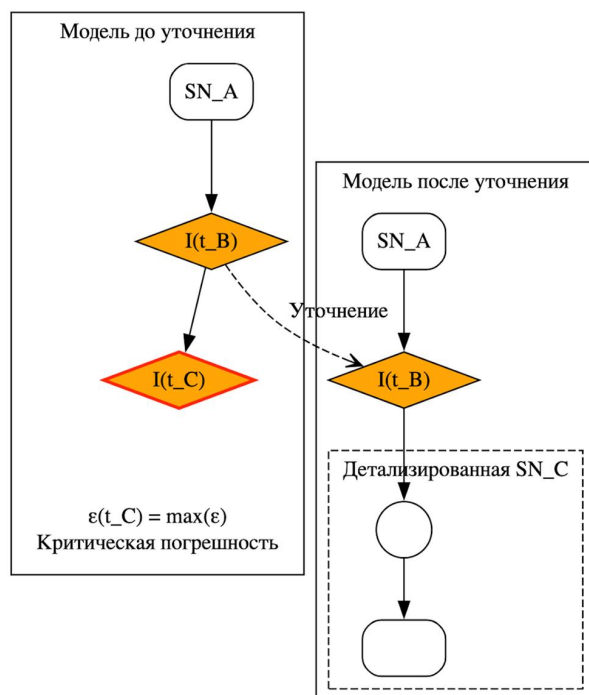 Модель до уточнения
SN_A
I(t_B)
I(t_C)
ε(t_C) = max(ε)
Критическая погрешность
Уточнение
Модель после уточнения
SN_A
I(t_B)
Детализированная SN_C